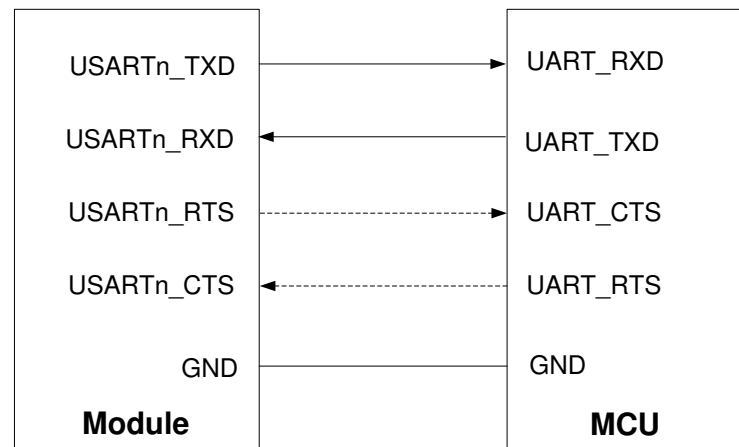 USARTn_TXD UART_RXD
USARTn_RXD UART_TXD
USARTn_RTS UART_CTS
USARTn_CTS UART_RTS
GND GND
Module MCU